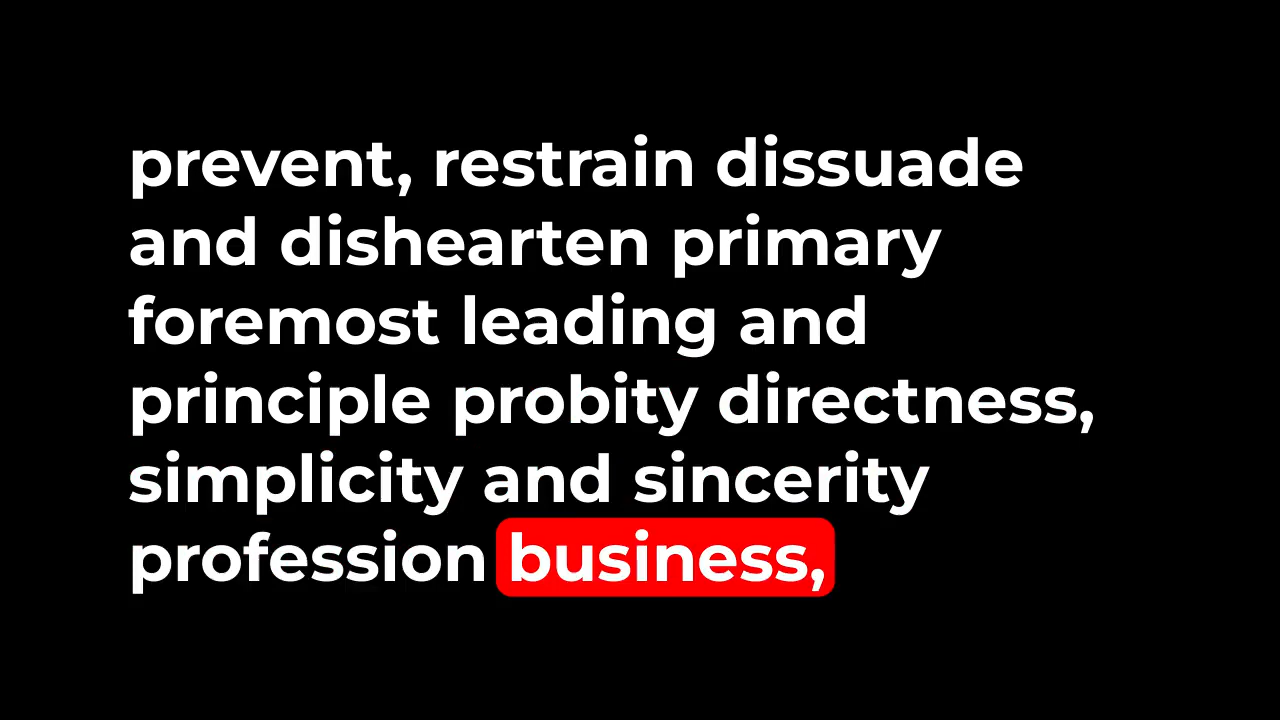 prevent, restrain dissuade
and dishearten primary
foremost leading and
principle probity directness,
simplicity and sincerity
profession business,